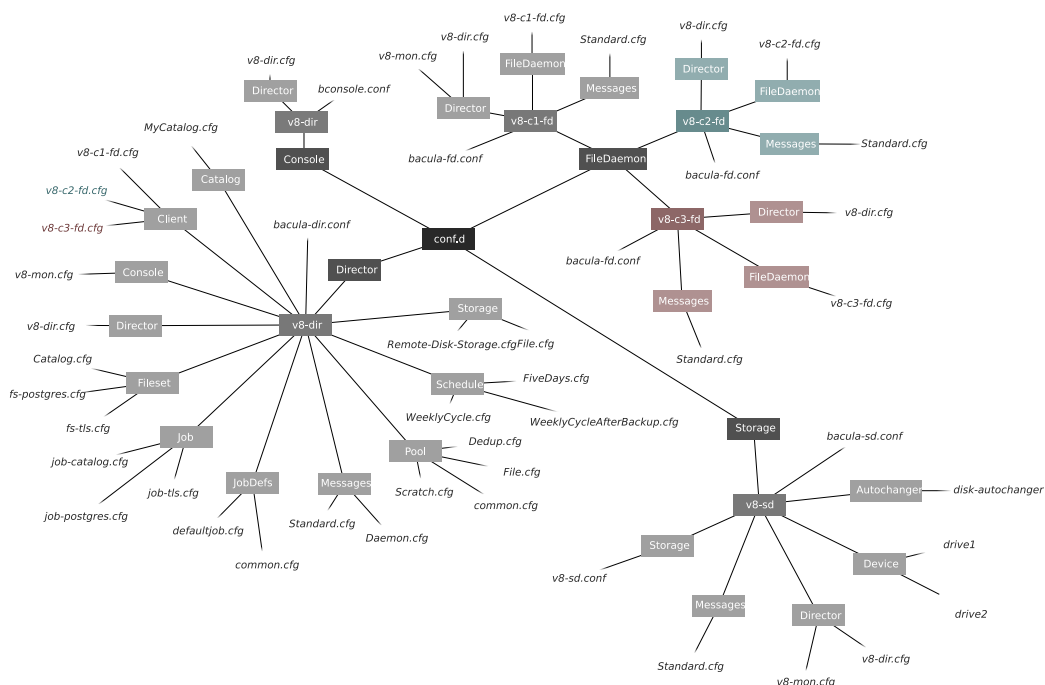 v8-c1-fd.cfg
v8-dir.cfg
v8-dir.cfg
Standard.cfg
v8-c2-fd.cfg
v8-mon.cfg
v8-dir.cfg
FileDaemon
Director
bconsole.conf
Director
Messages
FileDaemon
Director
v8-dir
v8-c1-fd
v8-c2-fd
MyCatalog.cfg
Messages
Standard.cfg
v8-c1-fd.cfg
Console
bacula-fd.conf
FileDaemon
bacula-fd.conf
Catalog
v8-c2-fd.cfg
Client
v8-c3-fd.cfg
bacula-dir.conf
conf.d
v8-c3-fd
Director
v8-dir.cfg
bacula-fd.conf
v8-mon.cfg
Console
Director
FileDaemon
Messages
v8-c3-fd.cfg
v8-dir.cfg
Director
v8-dir
Storage
Remote-Disk-Storage.cfg
File.cfg
Standard.cfg
Catalog.cfg
Fileset
fs-postgres.cfg
Schedule
FiveDays.cfg
fs-tls.cfg
WeeklyCycle.cfg
WeeklyCycleAfterBackup.cfg
Storage
Job
Dedup.cfg
bacula-sd.conf
job-catalog.cfg
Pool
File.cfg
job-tls.cfg
JobDefs
Messages
Scratch.cfg
Autochanger
disk-autochanger
job-postgres.cfg
common.cfg
v8-sd
defaultjob.cfg
Standard.cfg
Daemon.cfg
Storage
drive1
common.cfg
Device
v8-sd.conf
Messages
Director
drive2
Standard.cfg
v8-dir.cfg
v8-mon.cfg